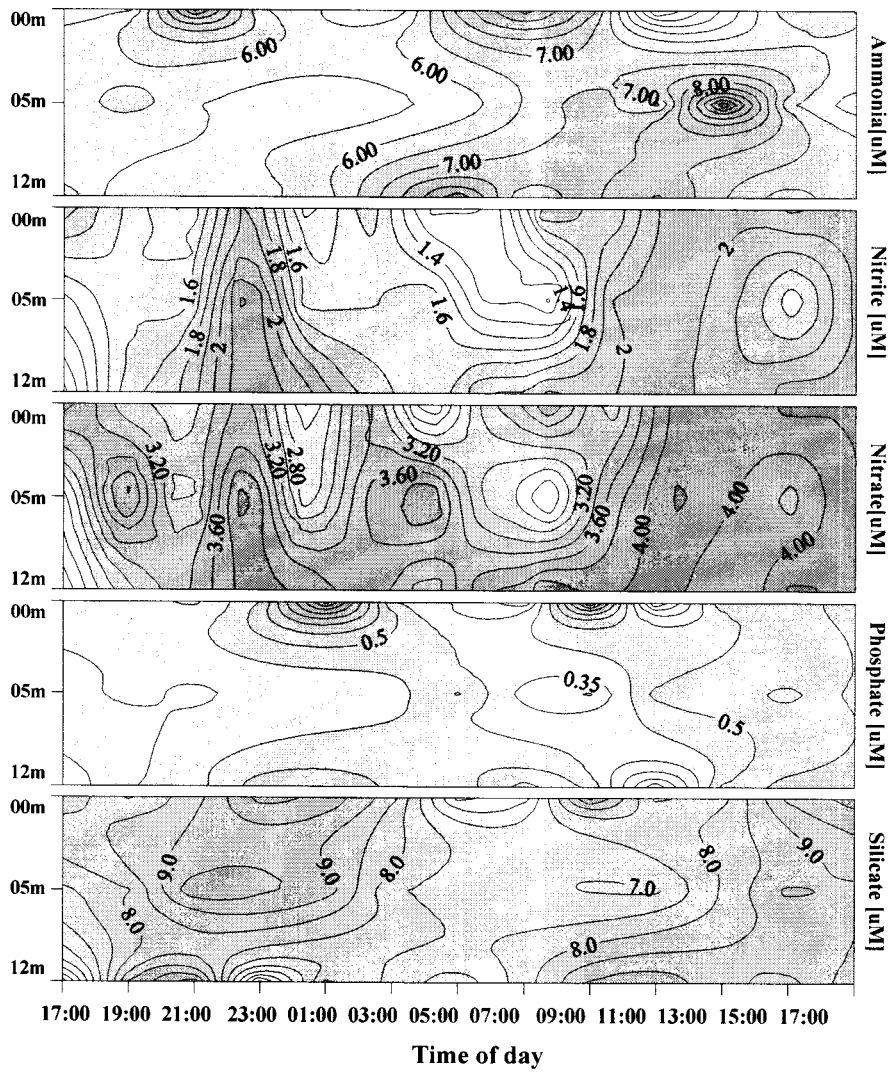 00m
6.00
6.00
7.00
05m
7.00
8.00
6.00
7.00
12m
Ammonia[uM]
00m
1.6
1.8
1.6
1.4
2
05m
1.6
1.8
2
2
1.6
1.4
1.6
1.8
2
12m
Nitrite [uM]
00m
3.20
3.20
2.80
3.20
3.60
3.20
05m
3.60
3.60
4.00
4.00
4.00
12m
Nitrate[uM]
00m
0.5
05m
0.35
0.5
12m
Phosphate [uM]
00m
9.0
9.0
8.0
8.0
9.0
05m
8.0
7.0
8.0
12m
Silicate [uM]
17:00 19:00 21:00 23:00 01:00 03:00 05:00 07:00 09:00 11:00 13:00 15:00 17:00
Time of day